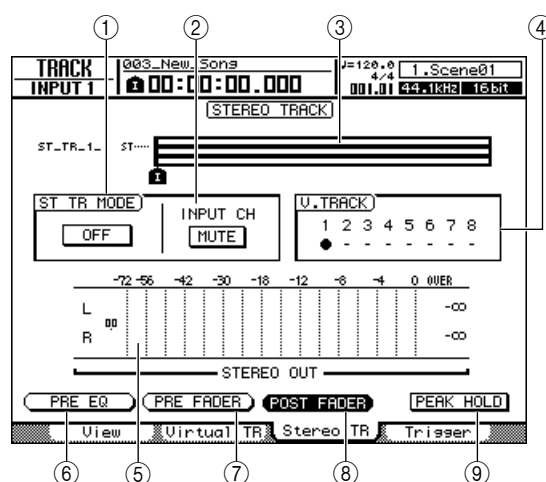 ① ② ③ ④
TRACK 003_New_Song ♩=120.0 4/4 1.Scene01
INPUT 1 I 00:00:00.000 001.01 44.1kHz 16bit
STEREO TRACK
ST_TR_1_ ST
I
ST TR MODE V.TRACK
INPUT CH 1 2 3 4 5 6 7 8
OFF MUTE ● - - - - - - -
-72 -56 -42 -30 -18 -12 -8 -4 0 OVER
L -∞
R -∞
STEREO OUT
PRE EQ PRE FADER POST FADER PEAK HOLD
View Virtual TR Stereo TR Trigger
⑥ ⑤ ⑦ ⑧ ⑨